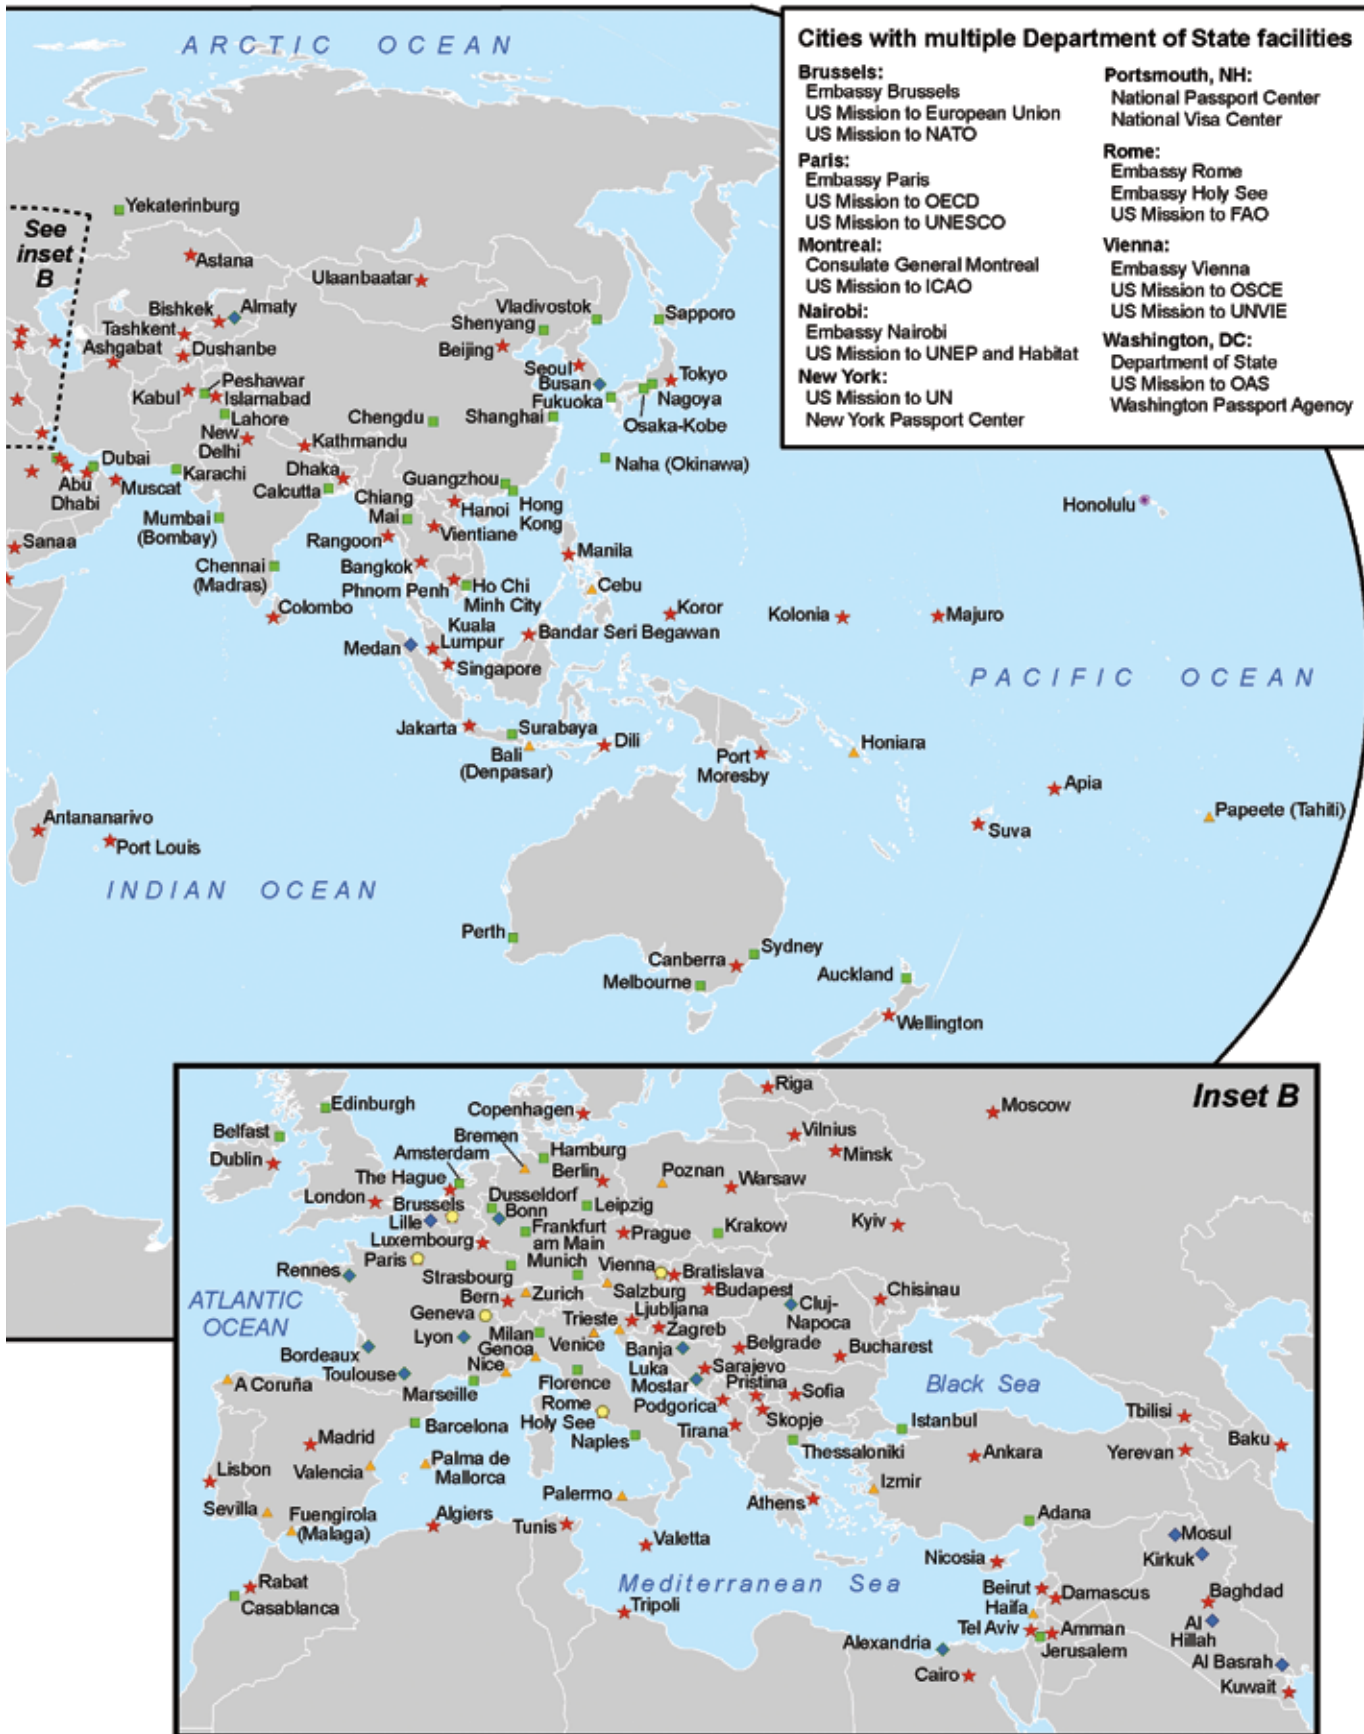 ARCTIC OCEAN
Cities with multiple Department of State facilities
Brussels:
Embassy Brussels
US Mission to European Union
US Mission to NATO
Paris:
Embassy Paris
US Mission to OECD
US Mission to UNESCO
Montreal:
Consulate General Montreal
US Mission to ICAO
Nairobi:
Embassy Nairobi
US Mission to UNEP and Habitat
New York:
US Mission to UN
New York Passport Center
Portsmouth, NH:
National Passport Center
National Visa Center
Rome:
Embassy Rome
Embassy Holy See
US Mission to FAO
Vienna:
Embassy Vienna
US Mission to OSCE
US Mission to UNVIE
Washington, DC:
Department of State
US Mission to OAS
Washington Passport Agency
See
inset
B
Yekaterinburg
Astana
Ulaanbaatar
Bishkek
Almaty
Tashkent
Ashgabat
Dushanbe
Vladivostok
Shenyang
Sapporo
Beijing
Seoul
Busan
Fukuoka
Tokyo
Nagoya
Osaka-Kobe
Kabul
Peshawar
Islamabad
Lahore
New
Delhi
Kathmandu
Chengdu
Shanghai
Naha (Okinawa)
Dubai
Abu
Dhabi
Muscat
Karachi
Dhaka
Calcutta
Guangzhou
Hong
Kong
Hanoi
Chiang
Mai
Vientiane
Honolulu
Sanaa
Mumbai
(Bombay)
Rangoon
Manila
Chennai
(Madras)
Bangkok
Phnom Penh
Ho Chi
Minh City
Cebu
Colombo
Koror
Kolonia
Majuro
Medan
Kuala
Lumpur
Bandar Seri Begawan
Singapore
PACIFIC OCEAN
Jakarta
Surabaya
Bali
(Denpasar)
Dili
Port
Moresby
Honiara
Apia
Papeete (Tahiti)
Suva
Antananarivo
Port Louis
INDIAN OCEAN
Perth
Canberra
Sydney
Melbourne
Auckland
Wellington
Inset B
Riga
Moscow
Edinburgh
Copenhagen
Belfast
Dublin
Bremen
Amsterdam
Hamburg
Vilnius
Minsk
The Hague
Berlin
Poznan
Warsaw
London
Brussels
Dusseldorf
Leipzig
Lille
Bonn
Frankfurt
am Main
Prague
Krakow
Kyiv
Luxembourg
Paris
Munich
Vienna
Bratislava
Rennes
Strasbourg
Bern
Zurich
Salzburg
Budapest
Chisinau
ATLANTIC
OCEAN
Geneva
Trieste
Ljubljana
Cluj-
Napoca
Lyon
Milan
Genoa
Venice
Zagreb
Belgrade
Bucharest
Bordeaux
Nice
Banja
Luka
Sarajevo
Toulouse
Marseille
Florence
Mostar
Pristina
Sofia
Black Sea
A Coruña
Rome
Holy See
Podgorica
Skopje
Tirana
Tbilisi
Barcelona
Naples
Istanbul
Thessaloniki
Madrid
Valencia
Palma de
Mallorca
Ankara
Yerevan
Baku
Lisbon
Palermo
Izmir
Athens
Sevilla
Fuengirola
(Malaga)
Algiers
Tunis
Valetta
Adana
Mosul
Kirkuk
Nicosia
Rabat
Casablanca
Mediterranean Sea
Tripoli
Beirut
Damascus
Haifa
Baghdad
Tel Aviv
Amman
Jerusalem
Al
Hillah
Alexandria
Cairo
Al Basrah
Kuwait